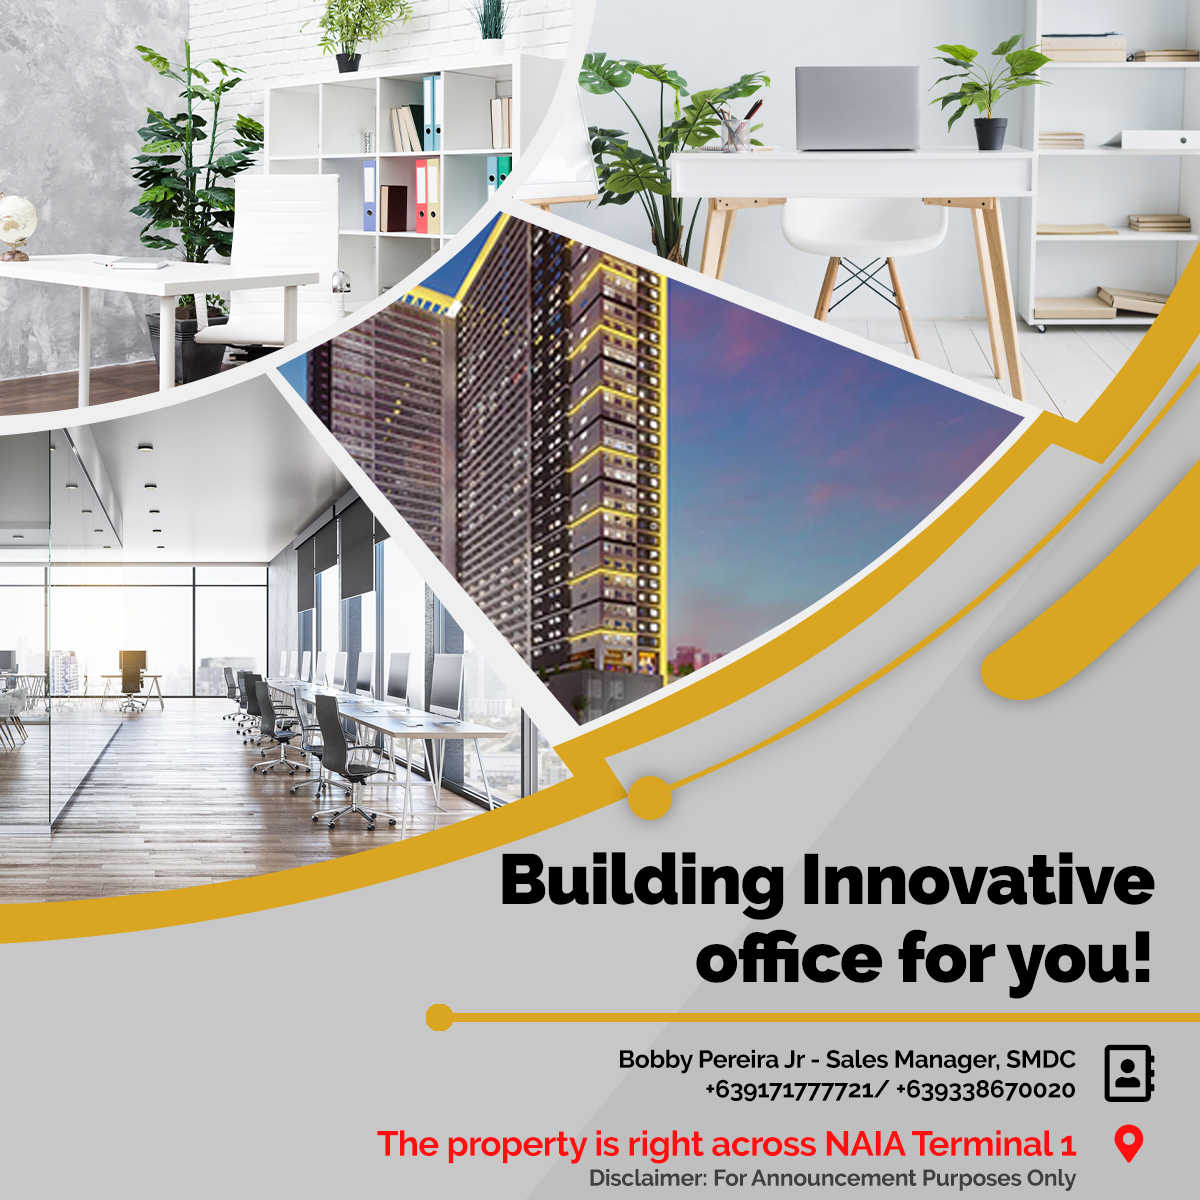 Building Innovative
office for you!
Bobby Pereira Jr - Sales Manager, SMDC
+639171777721/ +639338670020
The property is right across NAIA Terminal 1
Disclaimer: For Announcement Purposes Only